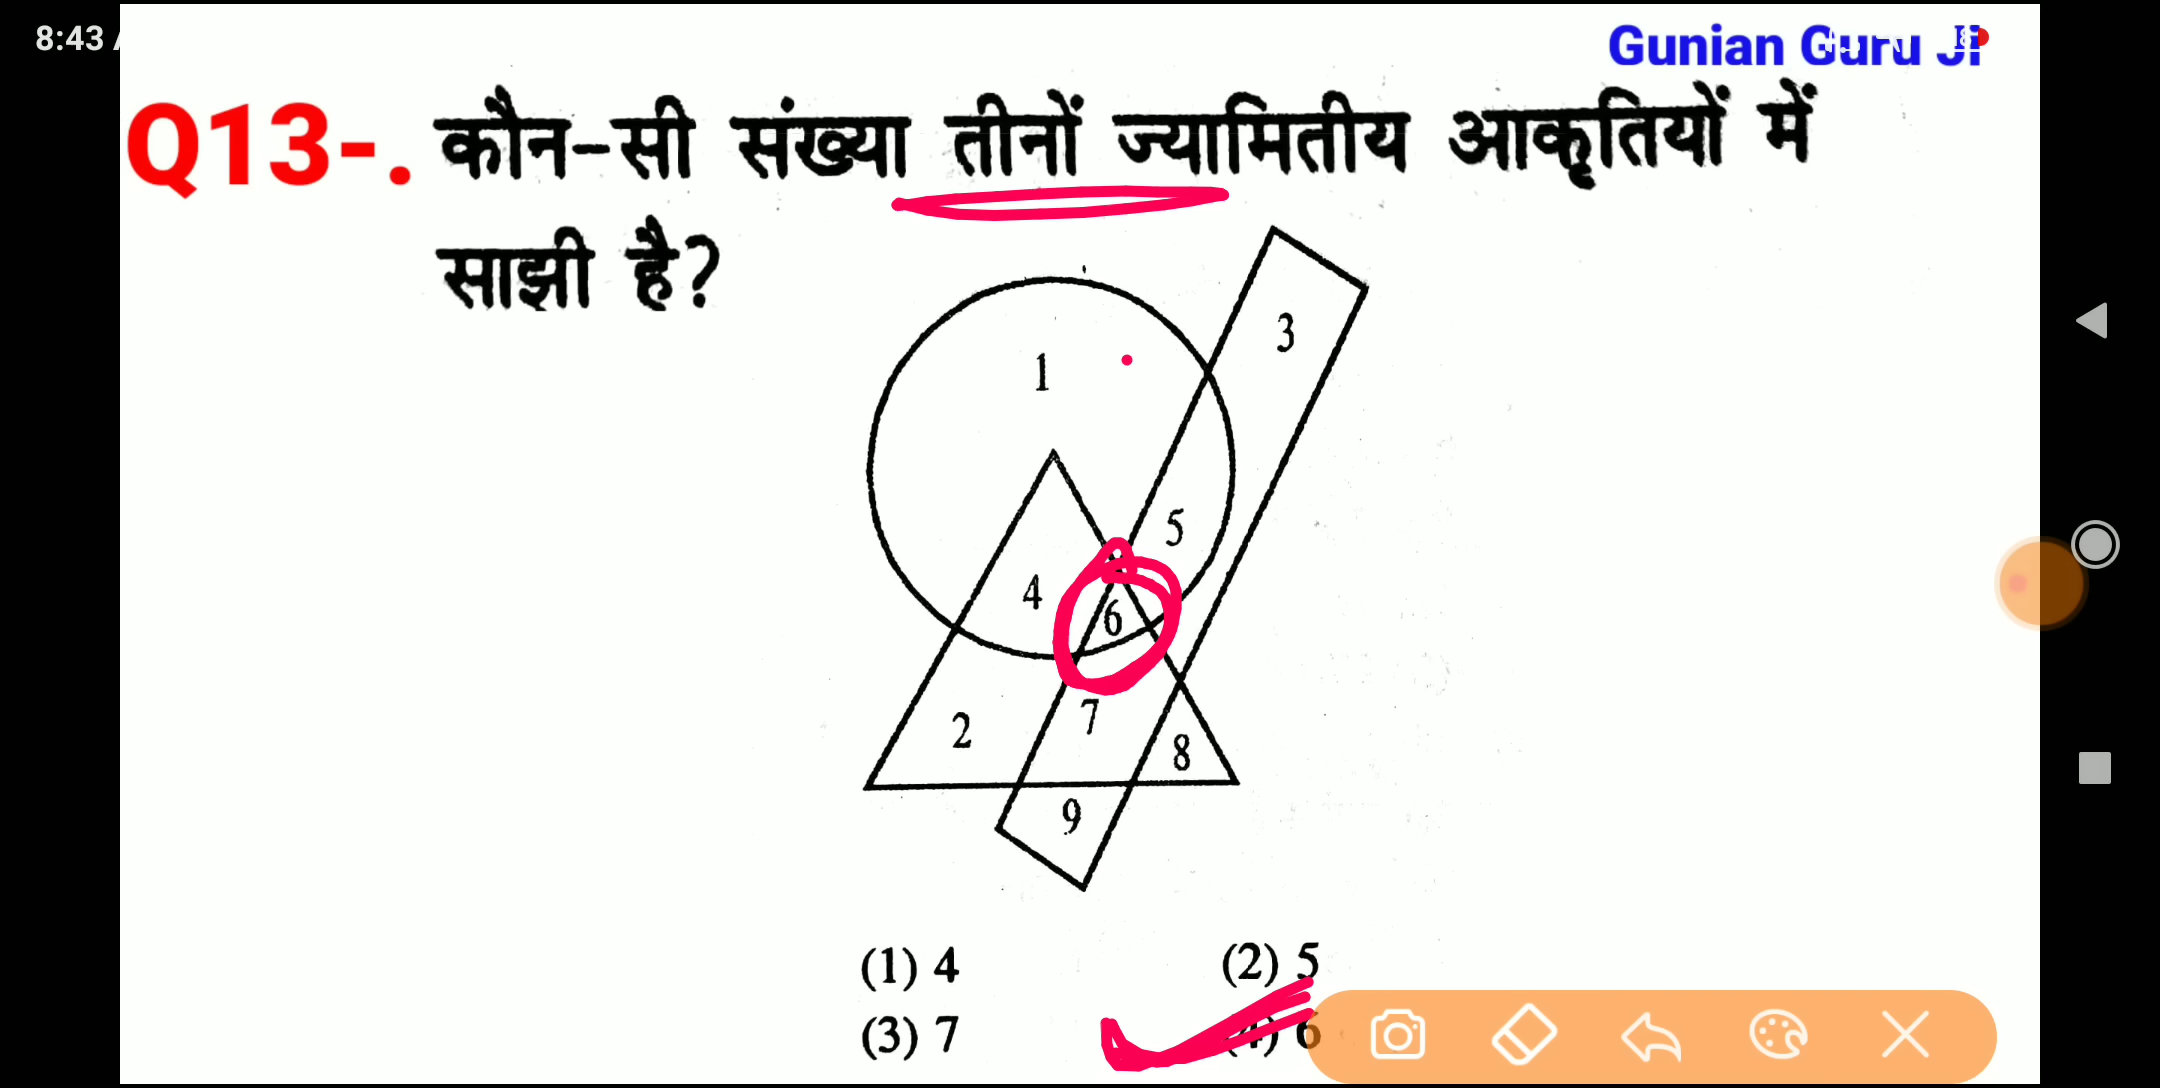 8:43
Gunian Guru Ji
Q13-. कौन-सी संख्या तीनों ज्यामितीय आकृतियों में
साझी है?
3
1
5
4
6
2
7
8
9
(1) 4 (2) 5
(3) 7 (4) 6